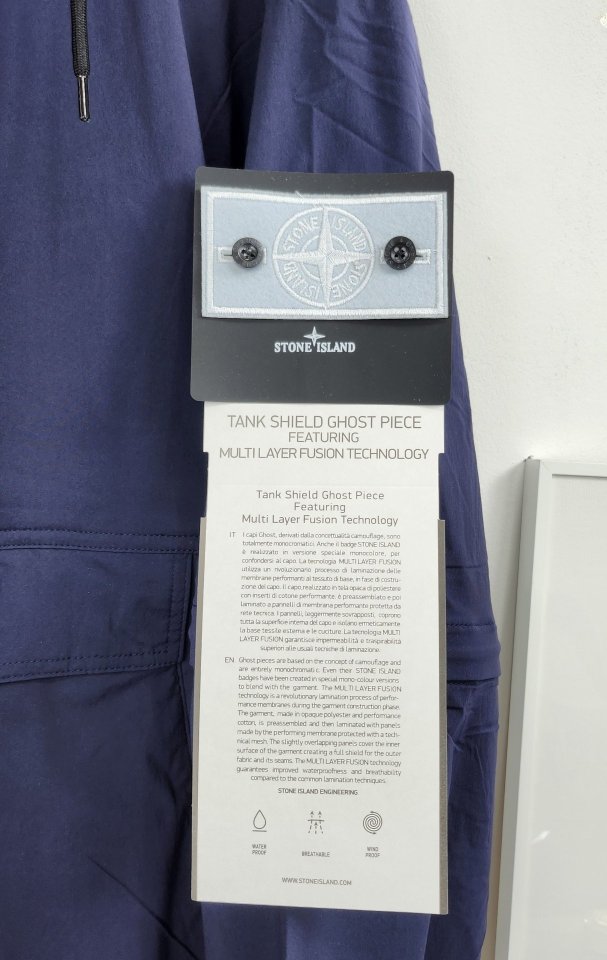 STONE ISLAND
STONE ISLAND
STONE ISLAND
TANK SHIELD GHOST PIECE
FEATURING
MULTI LAYER FUSION TECHNOLOGY
Tank Shield Ghost Piece
Featuring
Multi Layer Fusion Technology
IT I capi Ghost, derivati dalla concettualità camouflage, sono
totalmente monocromatici. Anche il badge STONE ISLAND
è realizzato in versione speciale monocolore, per
confondersi al capo. La tecnologia MULTI LAYER FUSION
utilizza un rivoluzionario processo di laminazione delle
membrane performanti al tessuto di base, in fase di costru-
zione del capo. Il capo, realizzato in tela opaca di poliestere
con inserti di cotone performante, è preassemblato e poi
laminato a pannelli di membrana performante protetta da
rete tecnica. I pannelli, leggermente sovrapposti, coprono
tutta la superficie interna del capo e isolano ermeticamente
la base tessile esterna e le cuciture. La tecnologia MULTI
LAYER FUSION garantisce impermeabilità e traspirabilità
superiori alle usuali tecniche di laminazione.
EN Ghost pieces are based on the concept of camouflage and
are entirely monochromatic. Even their STONE ISLAND
badges have been created in special mono-colour versions
to blend with the garment. The MULTI LAYER FUSION
technology is a revolutionary lamination process of perfor-
mance membranes during the garment construction phase.
The garment, made in opaque polyester and performance
cotton, is preassembled and then laminated with panels
made by the performing membrane protected with a tech-
nical mesh. The slightly overlapping panels cover the inner
surface of the garment creating a full shield for the outer
fabric and its seams. The MULTI LAYER FUSION technology
guarantees improved waterproofness and breathability
compared to the common lamination techniques.
STONE ISLAND ENGINEERING
WATER
PROOF
BREATHABLE
WIND
PROOF
WWW.STONEISLAND.COM